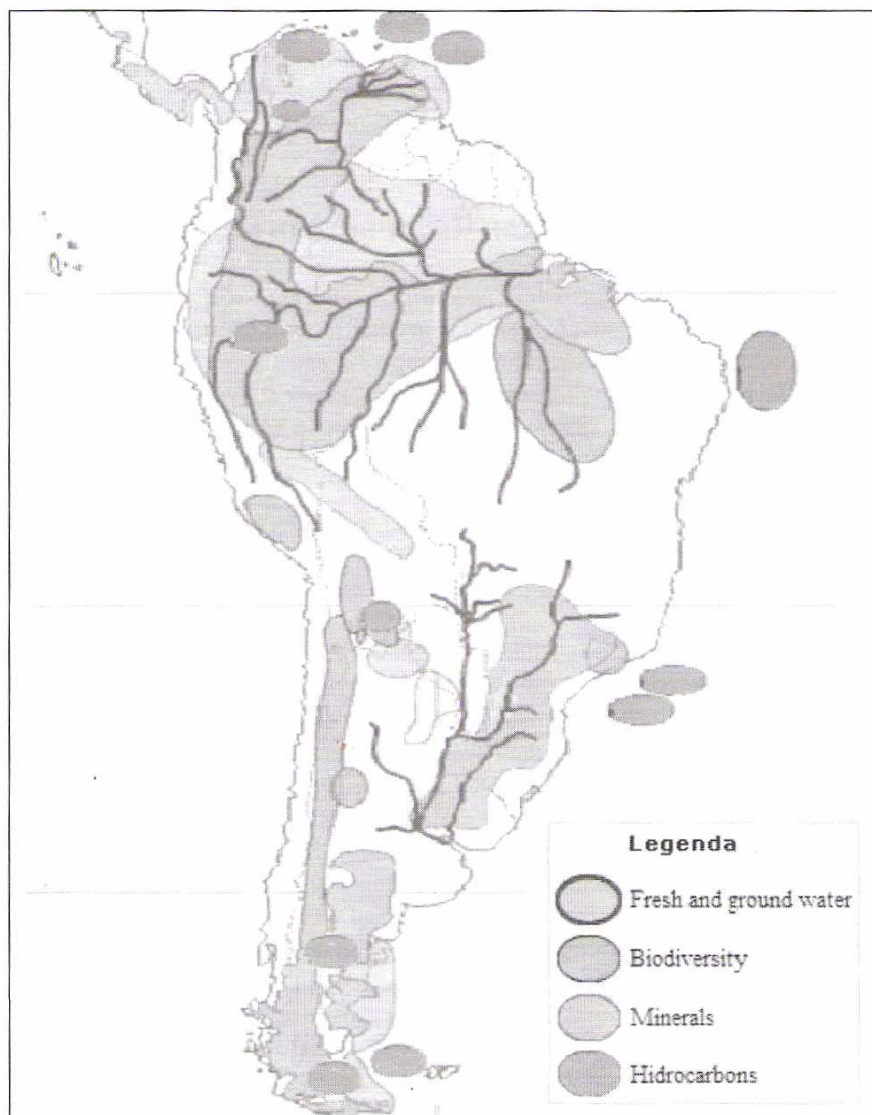 Legenda
Fresh and ground water
Biodiversity
Minerals
Hidrocarbons